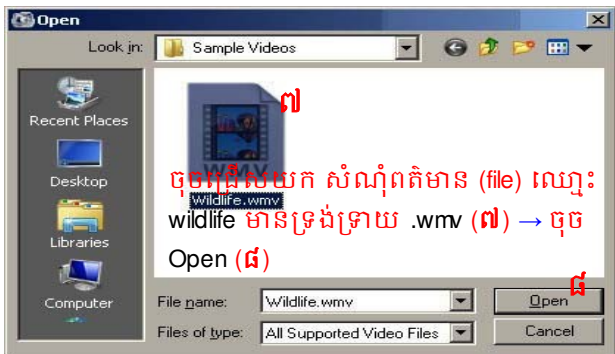 Open
Look in: Sample Videos
Recent Places
Desktop
Libraries
Computer
៧
WMV
Wildlife.wmv
ចុចជ្រើសយក សំណុំពត៌មាន (file) ឈ្មោះ
wildlife មានទ្រង់ទ្រាយ .wmv (៧) → ចុច
Open (៨)
៨
File name: Wildlife.wmv Open
Files of type: All Supported Video Files Cancel